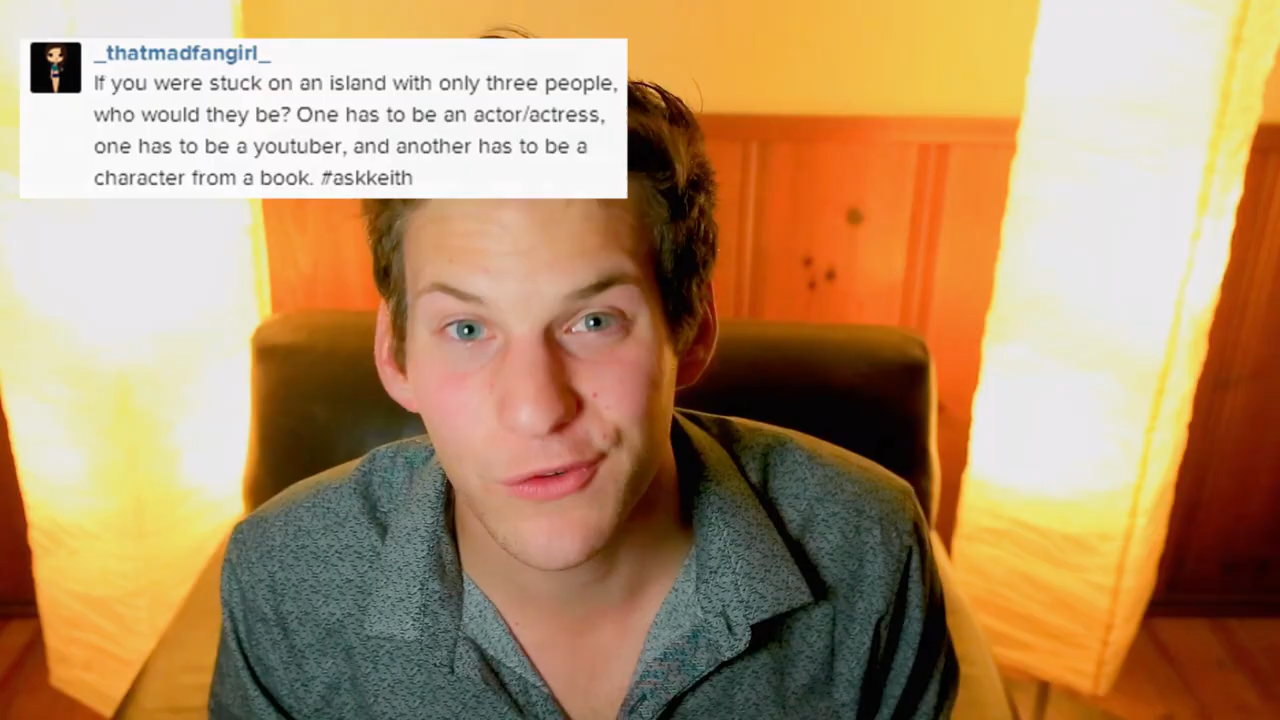 _thatmadfangirl_
If you were stuck on an island with only three people,
who would they be? One has to be an actor/actress,
one has to be a youtuber, and another has to be a
character from a book. #askkeith